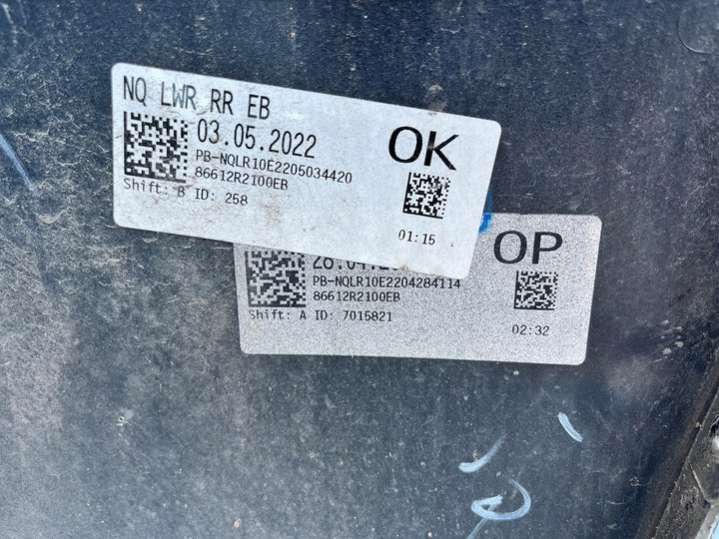 NQ LWR RR EB
03.05.2022
OK
PB-NQLR10E2205034420
86612R2100EB
Shift: B ID: 258
01:15
OP
PB-NQLR10E2204284114
86612R2100EB
Shift: A ID: 7015821
02:32